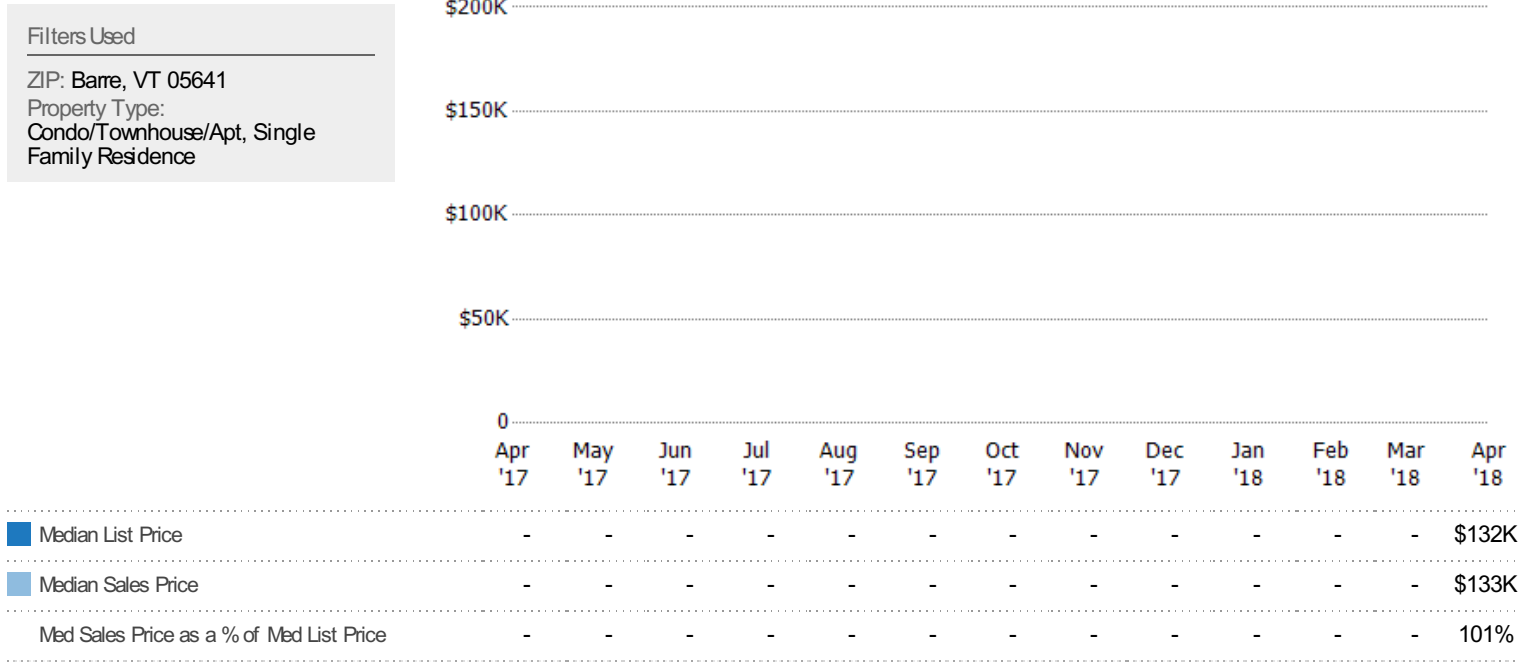 Filters Used
ZIP: Barre, VT 05641
Property Type:
Condo/Townhouse/Apt, Single
Family Residence
$200K
$150K
$100K
$50K
0
Apr May Jun Jul Aug Sep Oct Nov Dec Jan Feb Mar Apr
'17 '17 '17 '17 '17 '17 '17 '17 '17 '18 '18 '18 '18
Median List Price - - - - - - - - - - - - $132K
Median Sales Price - - - - - - - - - - - - $133K
Med Sales Price as a % of Med List Price - - - - - - - - - - - - 101%